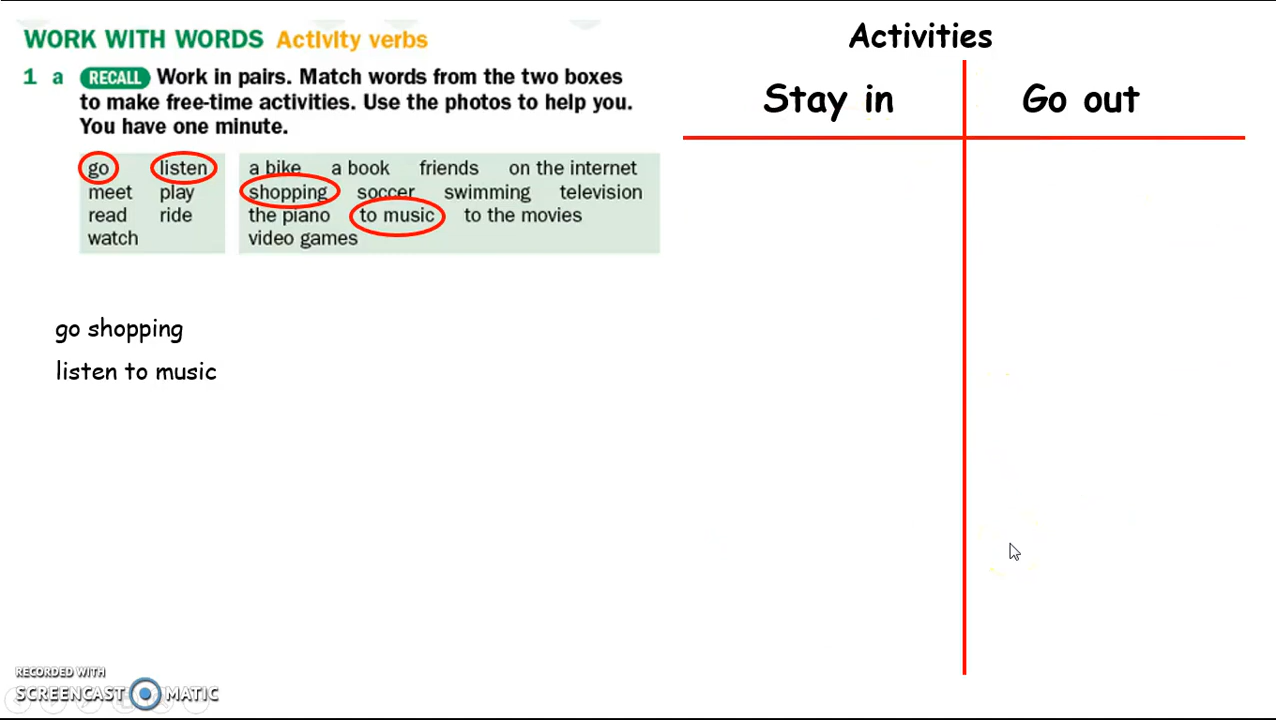 WORK WITH WORDS Activity verbs
1 a RECALL Work in pairs. Match words from the two boxes
to make free-time activities. Use the photos to help you.
You have one minute.
go listen
meet play
read ride
watch
a bike a book friends on the internet
shopping soccer swimming television
the piano to music to the movies
video games
go shopping
listen to music
Activities
Stay in Go out
RECORDED WITH
SCREENCAST MATIC